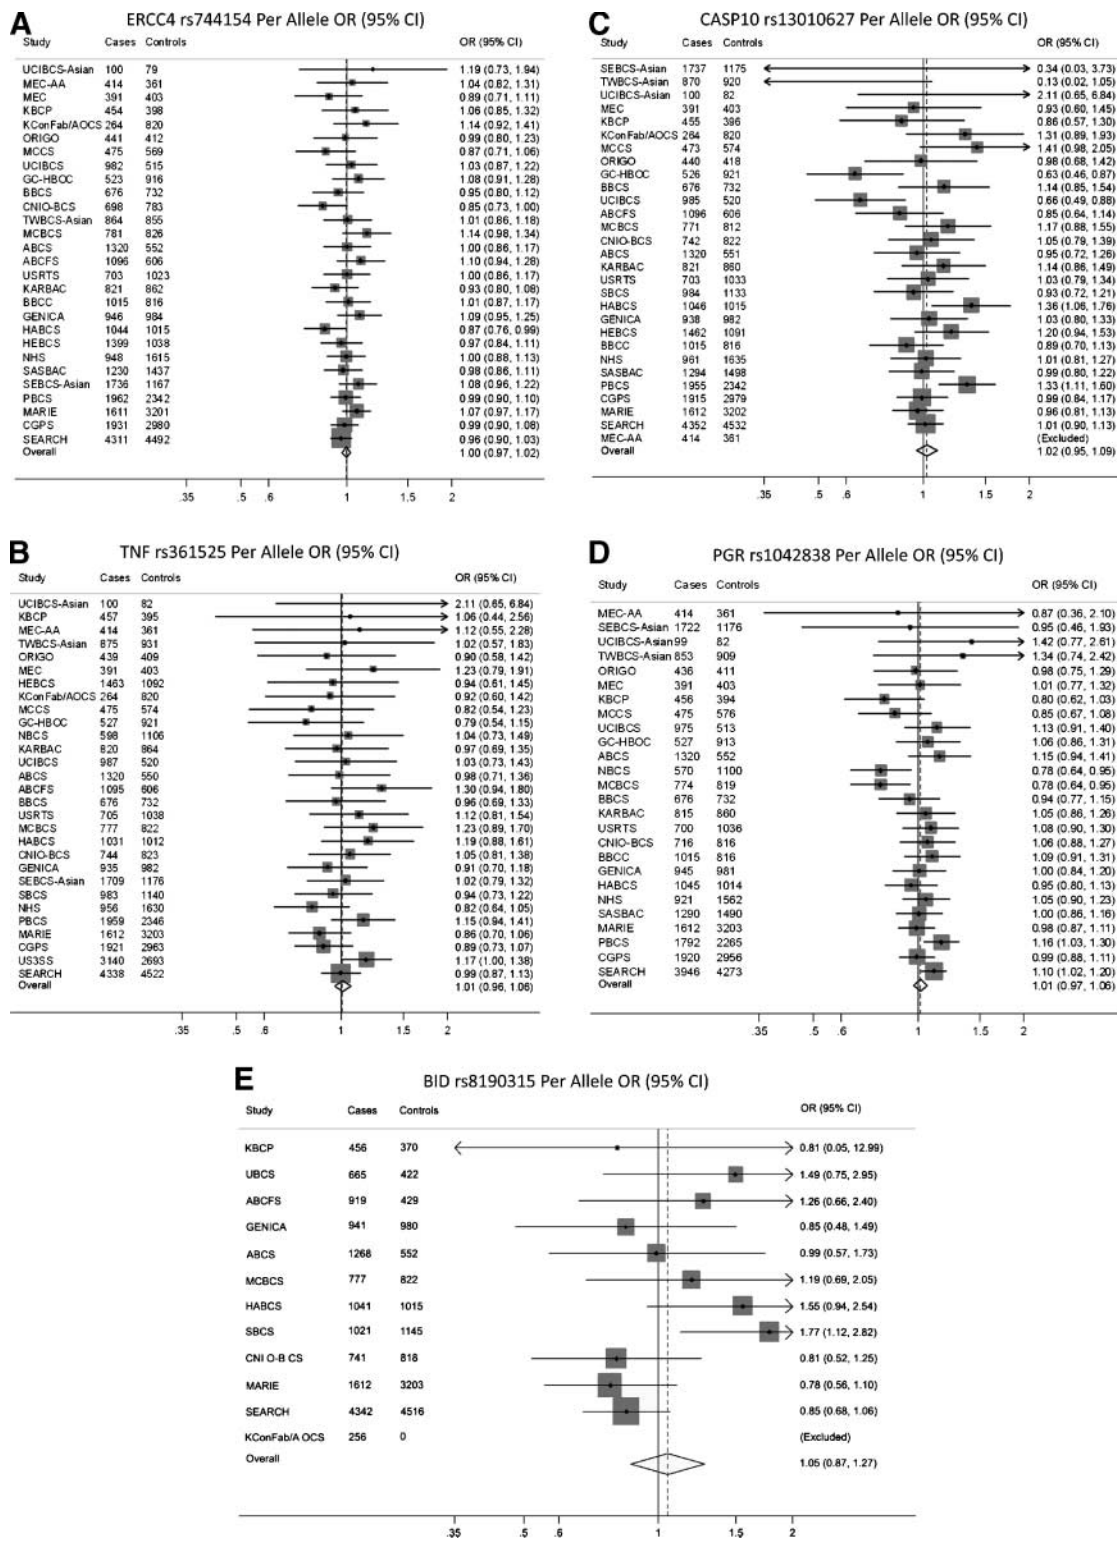 A
ERCC4 rs744154 Per Allele OR (95% CI)
Study Cases Controls OR (95% CI)
UCIBCS-Asian 100 79 1.19 (0.73, 1.94)
MEC-AA 414 361 1.04 (0.82, 1.31)
MEC 391 403 0.89 (0.71, 1.11)
KBCP 454 398 1.06 (0.85, 1.32)
KConFab/AOCS 264 820 1.14 (0.92, 1.41)
ORIGO 441 412 0.99 (0.80, 1.23)
MCCS 475 569 0.87 (0.71, 1.06)
UCIBCS 982 515 1.03 (0.87, 1.22)
GC-HBOC 523 916 1.08 (0.91, 1.28)
BBCS 676 732 0.95 (0.80, 1.12)
CNIO-BCS 698 783 0.85 (0.73, 1.00)
TWBCS-Asian 864 855 1.01 (0.86, 1.18)
MCBCS 781 826 1.14 (0.98, 1.34)
ABCS 1320 552 1.00 (0.86, 1.17)
ABCFS 1096 606 1.10 (0.94, 1.28)
USRTS 703 1023 1.00 (0.86, 1.17)
KARBAC 821 862 0.93 (0.80, 1.08)
BBCC 1015 816 1.01 (0.87, 1.17)
GENICA 946 984 1.09 (0.95, 1.25)
HABCS 1044 1015 0.87 (0.76, 0.99)
HEBCS 1399 1038 0.97 (0.84, 1.11)
NHS 948 1615 1.00 (0.88, 1.13)
SASBAC 1230 1437 0.98 (0.86, 1.11)
SEBCS-Asian 1736 1167 1.08 (0.96, 1.22)
PBCS 1962 2342 0.99 (0.90, 1.10)
MARIE 1611 3201 1.07 (0.97, 1.17)
CGPS 1931 2980 0.99 (0.90, 1.08)
SEARCH 4311 4492 0.96 (0.90, 1.03)
Overall 1.00 (0.97, 1.02)
.35 .5 .6 1 1.5 2
C
CASP10 rs13010627 Per Allele OR (95% CI)
Study Cases Controls OR (95% CI)
SEBCS-Asian 1737 1175 0.34 (0.03, 3.73)
TWBCS-Asian 870 920 0.13 (0.02, 1.05)
UCIBCS-Asian 100 82 2.11 (0.65, 6.84)
MEC 391 403 0.93 (0.60, 1.45)
KBCP 455 396 0.86 (0.57, 1.30)
KConFab/AOCS 264 820 1.31 (0.89, 1.93)
MCCS 473 574 1.41 (0.98, 2.05)
ORIGO 440 418 0.98 (0.68, 1.42)
GC-HBOC 526 921 0.63 (0.46, 0.87)
BBCS 676 732 1.14 (0.85, 1.54)
UCIBCS 985 520 0.66 (0.49, 0.88)
ABCFS 1096 606 0.85 (0.64, 1.14)
MCBCS 771 812 1.17 (0.88, 1.55)
CNIO-BCS 742 822 1.05 (0.79, 1.39)
ABCS 1320 551 0.95 (0.72, 1.26)
KARBAC 821 860 1.14 (0.86, 1.49)
USRTS 703 1033 1.03 (0.79, 1.34)
SBCS 984 1133 0.93 (0.72, 1.21)
HABCS 1046 1015 1.36 (1.06, 1.76)
GENICA 938 982 1.03 (0.80, 1.33)
HEBCS 1462 1091 1.20 (0.94, 1.53)
BBCC 1015 816 0.89 (0.70, 1.13)
NHS 961 1635 1.01 (0.81, 1.27)
SASBAC 1294 1498 0.99 (0.80, 1.22)
PBCS 1955 2342 1.33 (1.11, 1.60)
CGPS 1915 2979 0.99 (0.84, 1.17)
MARIE 1612 3202 0.96 (0.81, 1.13)
SEARCH 4352 4532 1.01 (0.90, 1.13)
MEC-AA 414 361 (Excluded)
Overall 1.02 (0.95, 1.09)
.35 .5 .6 1 1.5 2
B
TNF rs361525 Per Allele OR (95% CI)
Study Cases Controls OR (95% CI)
UCIBCS-Asian 100 82 2.11 (0.65, 6.84)
KBCP 457 395 1.06 (0.44, 2.56)
MEC-AA 414 361 1.12 (0.55, 2.28)
TWBCS-Asian 875 931 1.02 (0.57, 1.83)
ORIGO 439 409 0.90 (0.58, 1.42)
MEC 391 403 1.23 (0.79, 1.91)
HEBCS 1463 1092 0.94 (0.61, 1.45)
KConFab/AOCS 264 820 0.92 (0.60, 1.42)
MCCS 475 574 0.82 (0.54, 1.23)
GC-HBOC 527 921 0.79 (0.54, 1.15)
NBCS 598 1106 1.04 (0.73, 1.49)
KARBAC 820 864 0.97 (0.69, 1.35)
UCIBCS 987 520 1.03 (0.73, 1.43)
ABCS 1320 550 0.98 (0.71, 1.36)
ABCFS 1095 606 1.30 (0.94, 1.80)
BBCS 676 732 0.96 (0.69, 1.33)
USRTS 705 1038 1.12 (0.81, 1.54)
MCBCS 777 822 1.23 (0.89, 1.70)
HABCS 1031 1012 1.19 (0.88, 1.61)
CNIO-BCS 744 823 1.05 (0.81, 1.38)
GENICA 935 982 0.91 (0.70, 1.18)
SEBCS-Asian 1709 1176 1.02 (0.79, 1.32)
SBCS 983 1140 0.94 (0.73, 1.22)
NHS 956 1630 0.82 (0.64, 1.05)
PBCS 1959 2346 1.15 (0.94, 1.41)
MARIE 1612 3203 0.86 (0.70, 1.06)
CGPS 1921 2963 0.89 (0.73, 1.07)
US3SS 3140 2693 1.17 (1.00, 1.38)
SEARCH 4338 4522 0.99 (0.87, 1.13)
Overall 1.01 (0.96, 1.06)
.35 .5 .6 1 1.5 2
D
PGR rs1042838 Per Allele OR (95% CI)
Study Cases Controls OR (95% CI)
MEC-AA 414 361 0.87 (0.36, 2.10)
SEBCS-Asian 1722 1176 0.95 (0.46, 1.93)
UCIBCS-Asian 99 82 1.42 (0.77, 2.61)
TWBCS-Asian 853 909 1.34 (0.74, 2.42)
ORIGO 436 411 0.98 (0.75, 1.29)
MEC 391 403 1.01 (0.77, 1.32)
KBCP 456 394 0.80 (0.62, 1.03)
MCCS 475 576 0.85 (0.67, 1.08)
UCIBCS 975 513 1.13 (0.91, 1.40)
GC-HBOC 527 913 1.06 (0.86, 1.31)
ABCS 1320 552 1.15 (0.94, 1.41)
NBCS 570 1100 0.78 (0.64, 0.95)
MCBCS 774 819 0.78 (0.64, 0.95)
BBCS 676 732 0.94 (0.77, 1.15)
KARBAC 815 860 1.05 (0.86, 1.26)
USRTS 700 1036 1.08 (0.90, 1.30)
CNIO-BCS 716 816 1.06 (0.88, 1.27)
BBCC 1015 816 1.09 (0.91, 1.31)
GENICA 945 981 1.00 (0.84, 1.20)
HABCS 1045 1014 0.95 (0.80, 1.13)
NHS 921 1562 1.05 (0.90, 1.23)
SASBAC 1290 1490 1.00 (0.86, 1.16)
MARIE 1612 3203 0.98 (0.87, 1.11)
PBCS 1792 2265 1.16 (1.03, 1.30)
CGPS 1920 2956 0.99 (0.88, 1.11)
SEARCH 3946 4273 1.10 (1.02, 1.20)
Overall 1.01 (0.97, 1.06)
.35 .5 .6 1 1.5 2
E
BID rs8190315 Per Allele OR (95% CI)
Study Cases Controls OR (95% CI)
KBCP 456 370 0.81 (0.05, 12.99)
UBCS 665 422 1.49 (0.75, 2.95)
ABCFS 919 429 1.26 (0.66, 2.40)
GENICA 941 980 0.85 (0.48, 1.49)
ABCS 1268 552 0.99 (0.57, 1.73)
MCBCS 777 822 1.19 (0.69, 2.05)
HABCS 1041 1015 1.55 (0.94, 2.54)
SBCS 1021 1145 1.77 (1.12, 2.82)
CNI O-B CS 741 818 0.81 (0.52, 1.25)
MARIE 1612 3203 0.78 (0.56, 1.10)
SEARCH 4342 4516 0.85 (0.68, 1.06)
KConFab/A OCS 256 0 (Excluded)
Overall 1.05 (0.87, 1.27)
.35 .5 .6 1 1.5 2